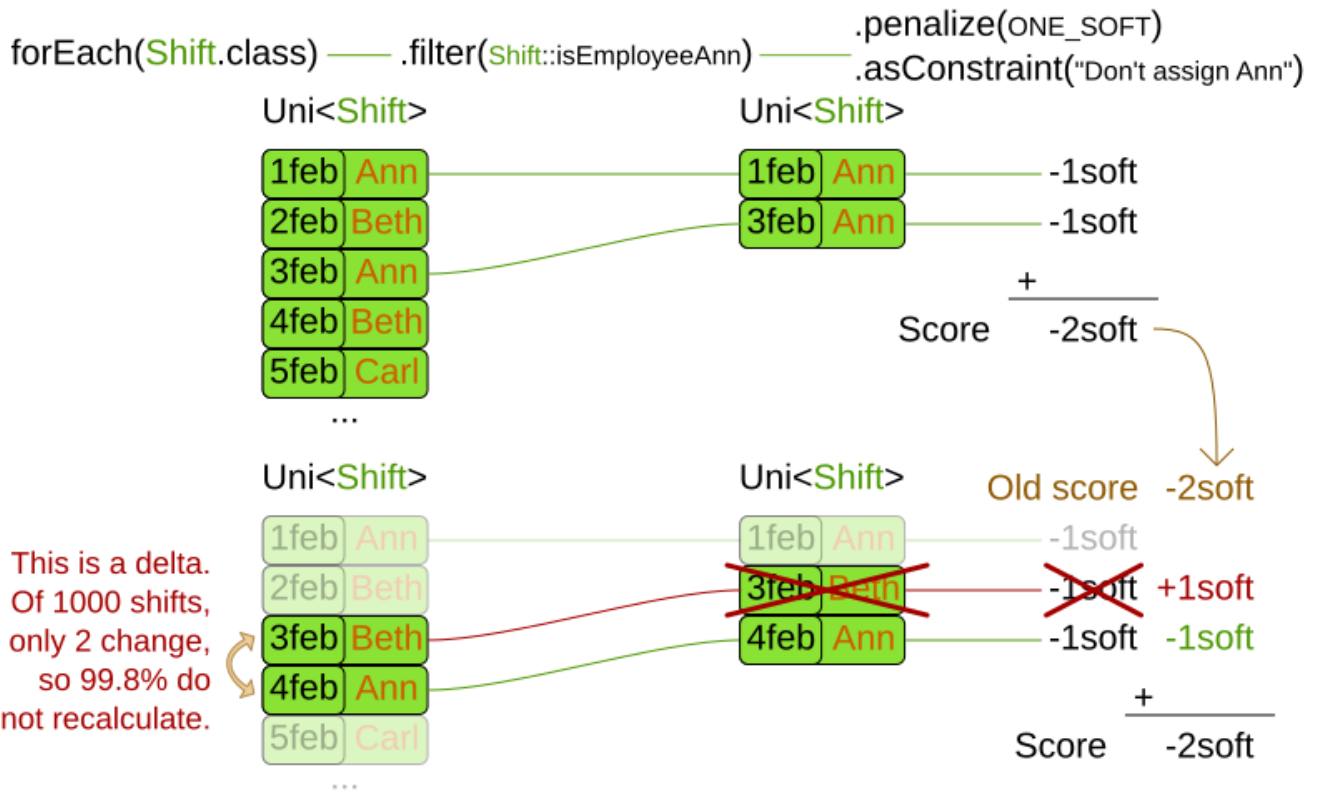 forEach(Shift.class) .filter(Shift::isEmployeeAnn) .penalize(ONE_SOFT)
.asConstraint("Don't assign Ann")
Uni<Shift> Uni<Shift>
1feb Ann 1feb Ann -1soft
2feb Beth 3feb Ann -1soft
3feb Ann +
4feb Beth Score -2soft
5feb Carl
...
Uni<Shift> Uni<Shift> Old score -2soft
1feb Ann 1feb Ann -1soft
2feb Beth 3feb Beth -1soft +1soft
3feb Beth 4feb Ann -1soft -1soft
4feb Ann +
5feb Carl Score -2soft
...
This is a delta.
Of 1000 shifts,
only 2 change,
so 99.8% do
not recalculate.